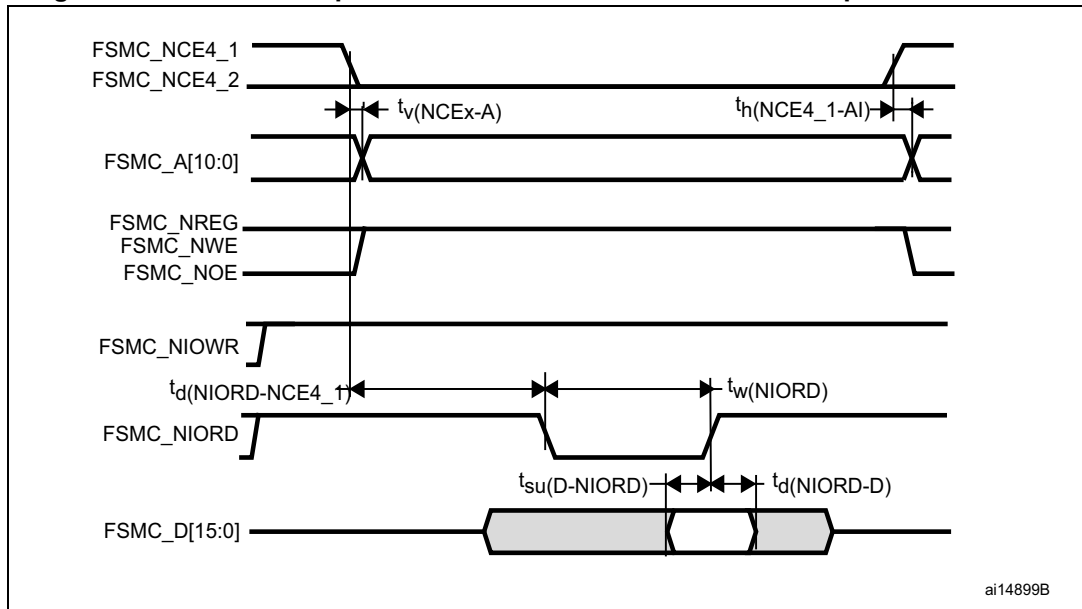 FSMC_NCE4_1
FSMC_NCE4_2
tv(NCEx-A)
th(NCE4_1-AI)
FSMC_A[10:0]
FSMC_NREG
FSMC_NWE
FSMC_NOE
FSMC_NIOWR
td(NIORD-NCE4_1)
tw(NIORD)
FSMC_NIORD
tsu(D-NIORD)
td(NIORD-D)
FSMC_D[15:0]
ai14899B